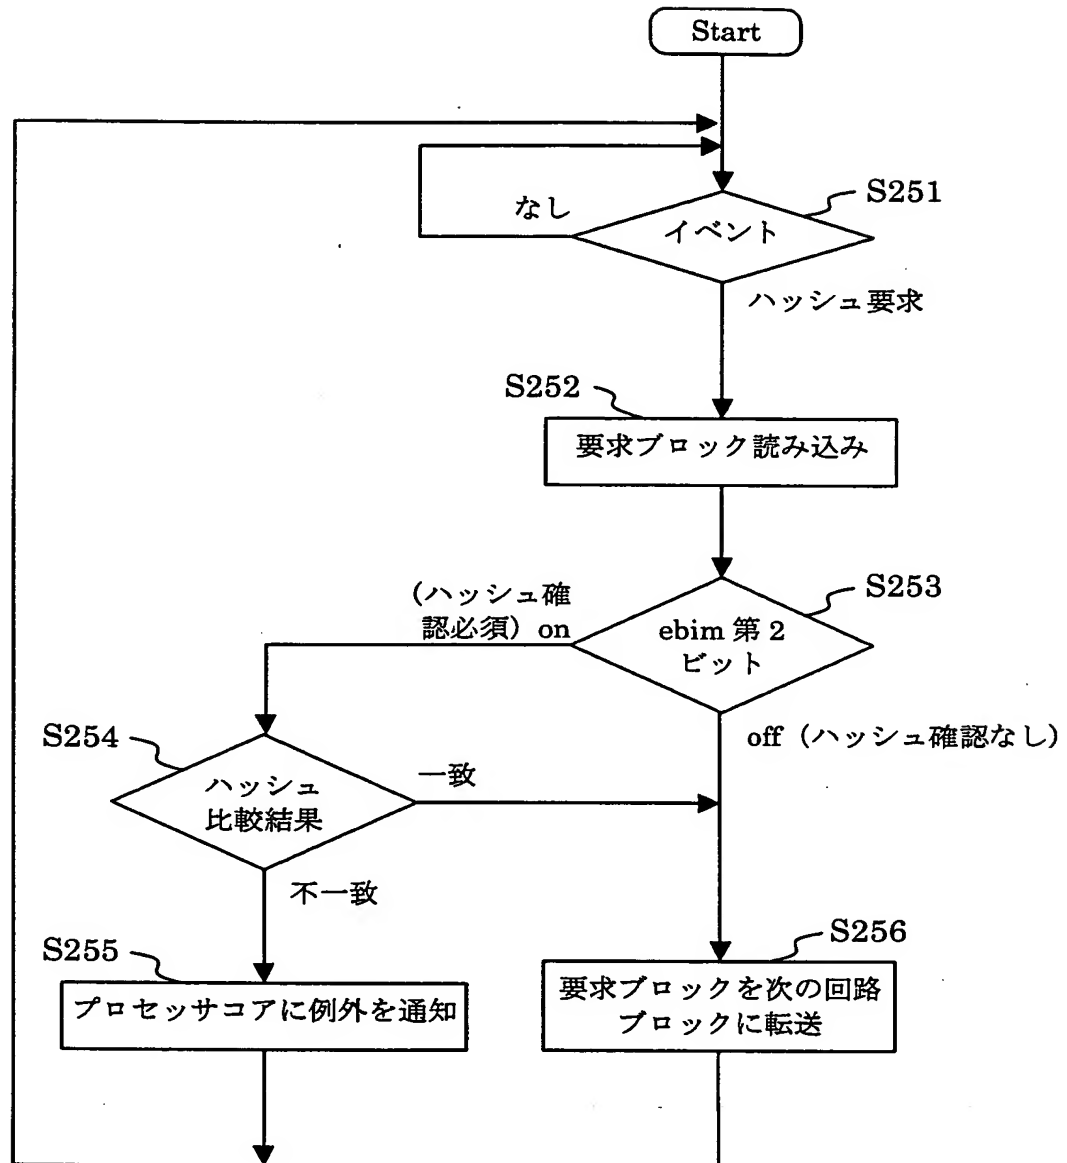 Start
S251
なし
イベント
ハッシュ要求
S252
要求ブロック読み込み
(ハッシュ確
認必須) on
S253
ebim 第 2
ビット
off (ハッシュ確認なし)
S254
ハッシュ
比較結果
一致
不一致
S255
プロセッサコアに例外を通知
S256
要求ブロックを次の回路
ブロックに転送